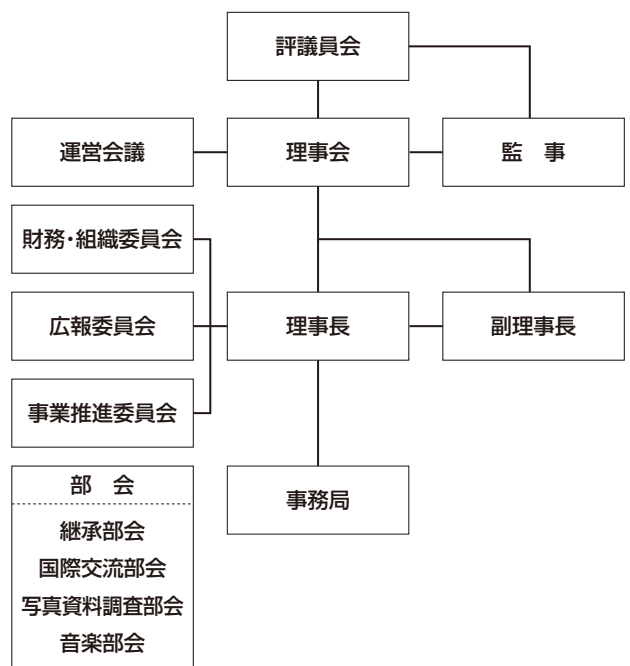 評議員会
運営会議
理事会
監　事
財務・組織委員会
広報委員会
理事長
副理事長
事業推進委員会
部　会
継承部会
国際交流部会
写真資料調査部会
音楽部会
事務局